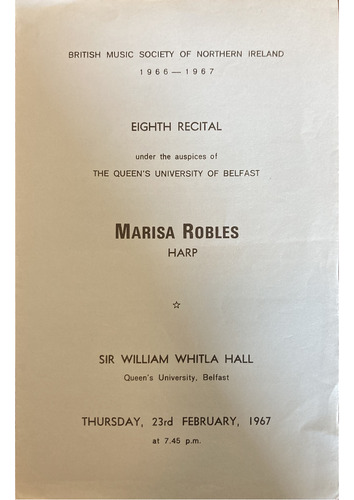 BRITISH MUSIC SOCIETY OF NORTHERN IRELAND
1966 — 1967
EIGHTH RECITAL
under the auspices of
THE QUEEN'S UNIVERSITY OF BELFAST
MARISA ROBLES
HARP
SIR WILLIAM WHITLA HALL
Queen's University, Belfast
THURSDAY, 23rd FEBRUARY, 1967
at 7.45 p.m.